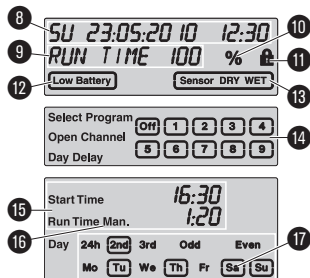 8 SU 23:05:2010 12:30 10
9 RUN TIME 100 % 11
12 Low Battery Sensor DRY WET 13
Select Program Off 1 2 3 4
Open Channel 14
Day Delay 5 6 7 8 9
15 Start Time 16:30
16 Run Time Man. 1:20
Day 24h 2nd 3rd Odd Even 17
Mo Tu We Th Fr Sa Su